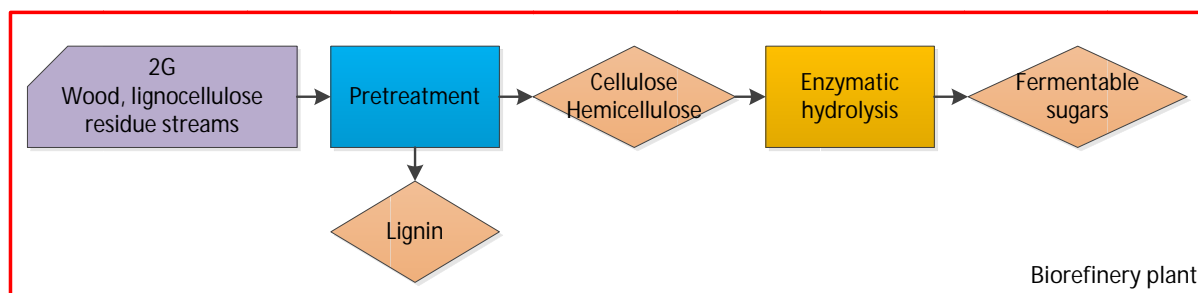 2G
Wood, lignocellulose
residue streams
Pretreatment
Cellulose
Hemicellulose
Enzymatic
hydrolysis
Fermentable
sugars
Lignin
Biorefinery plant